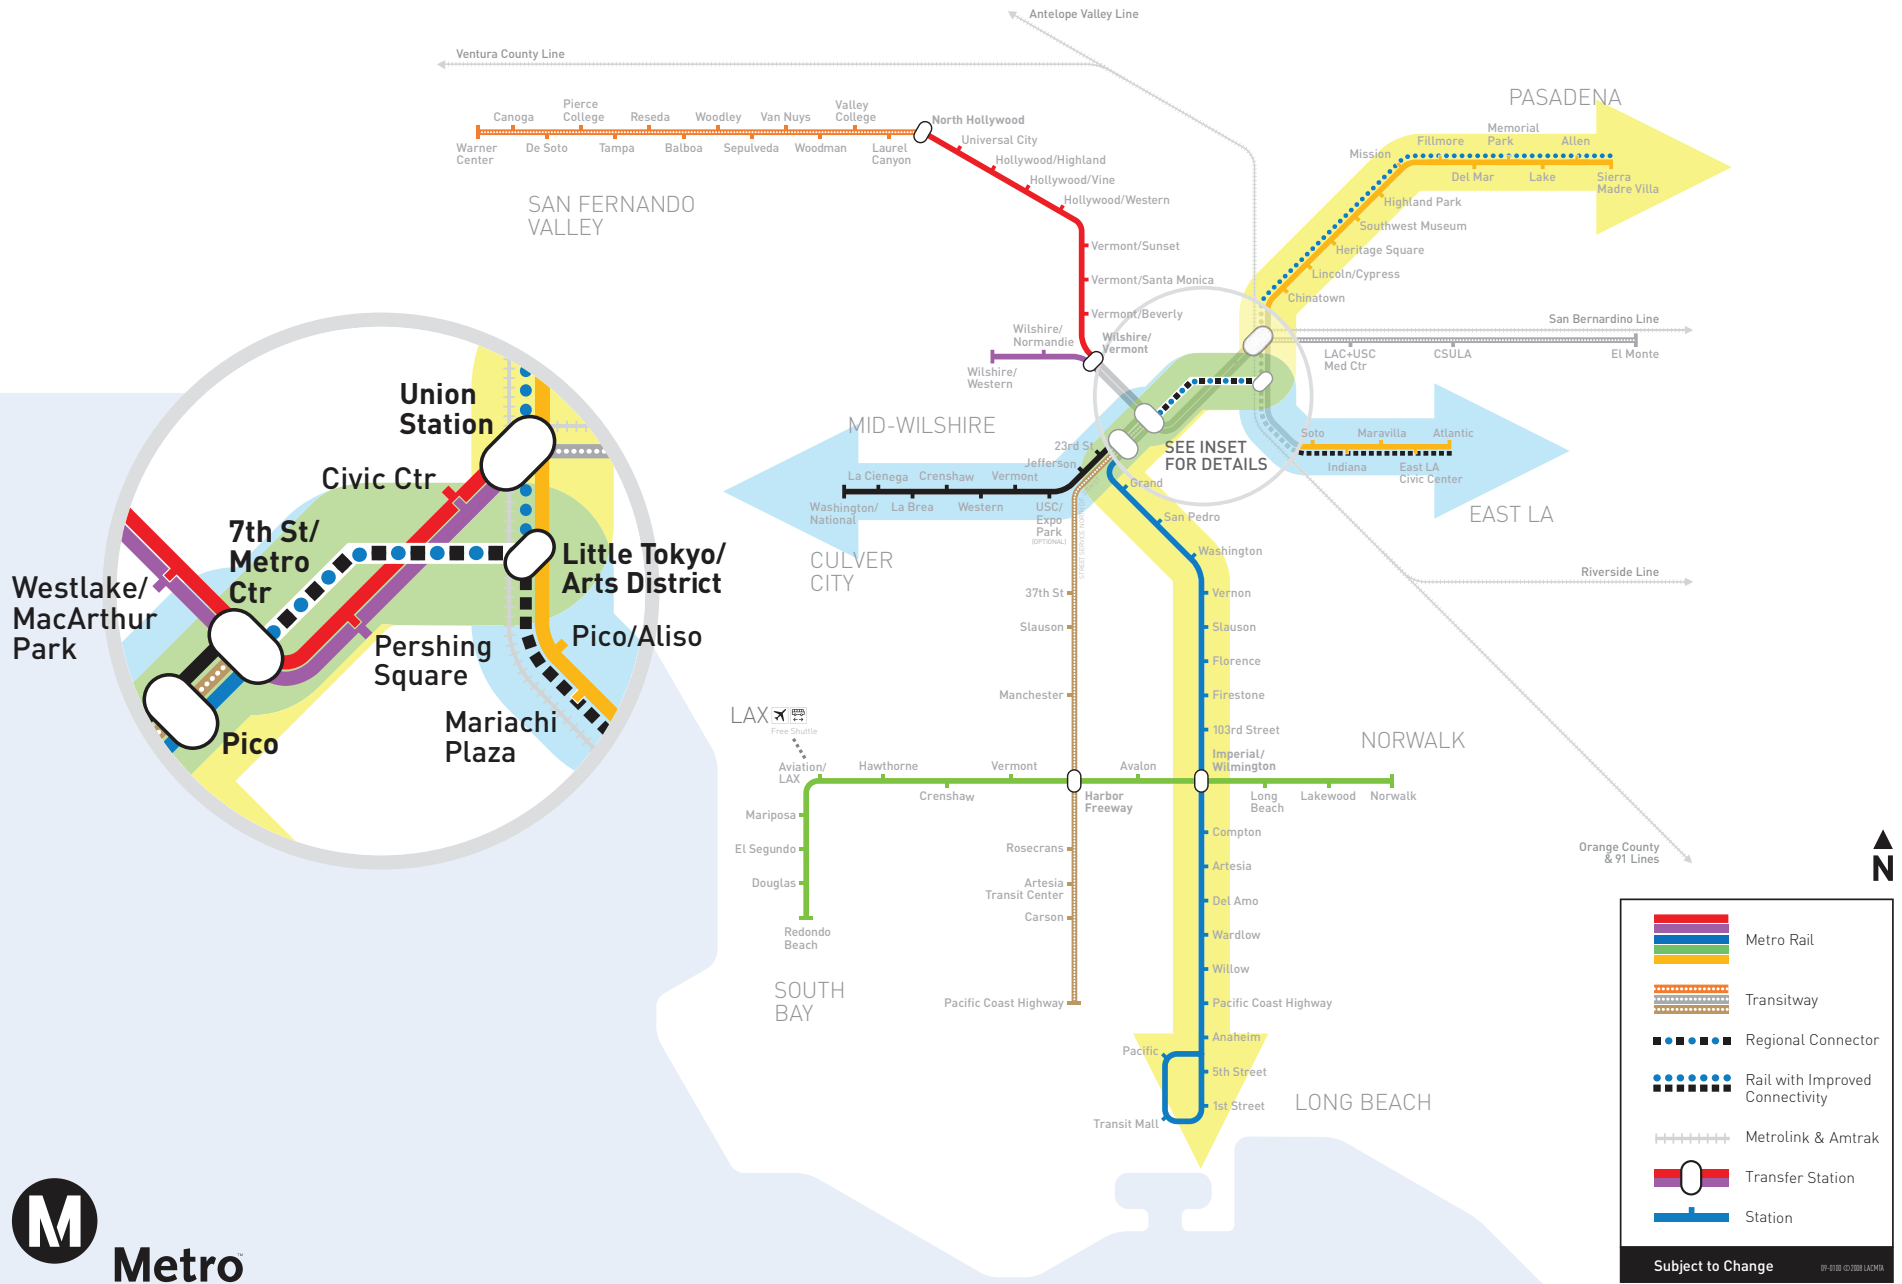 Antelope Valley Line
Ventura County Line
Canoga
Pierce
College
Reseda
Woodley
Van Nuys
Valley
College
North Hollywood
Warner
Center
De Soto
Tampa
Balboa
Sepulveda
Woodman
Laurel
Canyon
Universal City
Hollywood/Highland
Hollywood/Vine
Hollywood/Western
SAN FERNANDO
VALLEY
Vermont/Sunset
Vermont/Santa Monica
Vermont/Beverly
Wilshire/
Normandie
Wilshire/
Vermont
Wilshire/
Western
PASADENA
Mission
Fillmore
Memorial
Park
Allen
Del Mar
Lake
Sierra
Madre Villa
Highland Park
Southwest Museum
Heritage Square
Lincoln/Cypress
Chinatown
San Bernardino Line
LAC+USC
Med Ctr
CSULA
El Monte
MID-WILSHIRE
23rd St
Jefferson
SEE INSET
FOR DETAILS
Soto
Maravilla
Atlantic
Indiana
East LA
Civic Center
EAST LA
La Cienega
Crenshaw
Vermont
Washington/
National
La Brea
Western
USC/
Expo
Park
(OPTIONAL)
CULVER
CITY
STREET SERVICE NORTH OF
Grand
San Pedro
Washington
Vernon
Slauson
Florence
Firestone
103rd Street
Imperial/
Wilmington
Riverside Line
Union
Station
Civic Ctr
7th St/
Metro
Ctr
Little Tokyo/
Arts District
Westlake/
MacArthur
Park
Pershing
Square
Pico/Aliso
Mariachi
Plaza
Pico
37th St
Slauson
Manchester
LAX
Free Shuttle
Aviation/
LAX
Hawthorne
Crenshaw
Vermont
Harbor
Freeway
Avalon
Long
Beach
Lakewood
Norwalk
NORWALK
Mariposa
El Segundo
Douglas
Redondo
Beach
SOUTH
BAY
Rosecrans
Artesia
Transit Center
Carson
Pacific Coast Highway
Compton
Artesia
Del Amo
Wardlow
Willow
Pacific Coast Highway
Anaheim
Pacific
5th Street
1st Street
Transit Mall
LONG BEACH
Orange County
& 91 Lines
N
Metro Rail
Transitway
Regional Connector
Rail with Improved
Connectivity
Metrolink & Amtrak
Transfer Station
Station
Subject to Change
09-0100 ©2008 LACMTA
M
Metro™